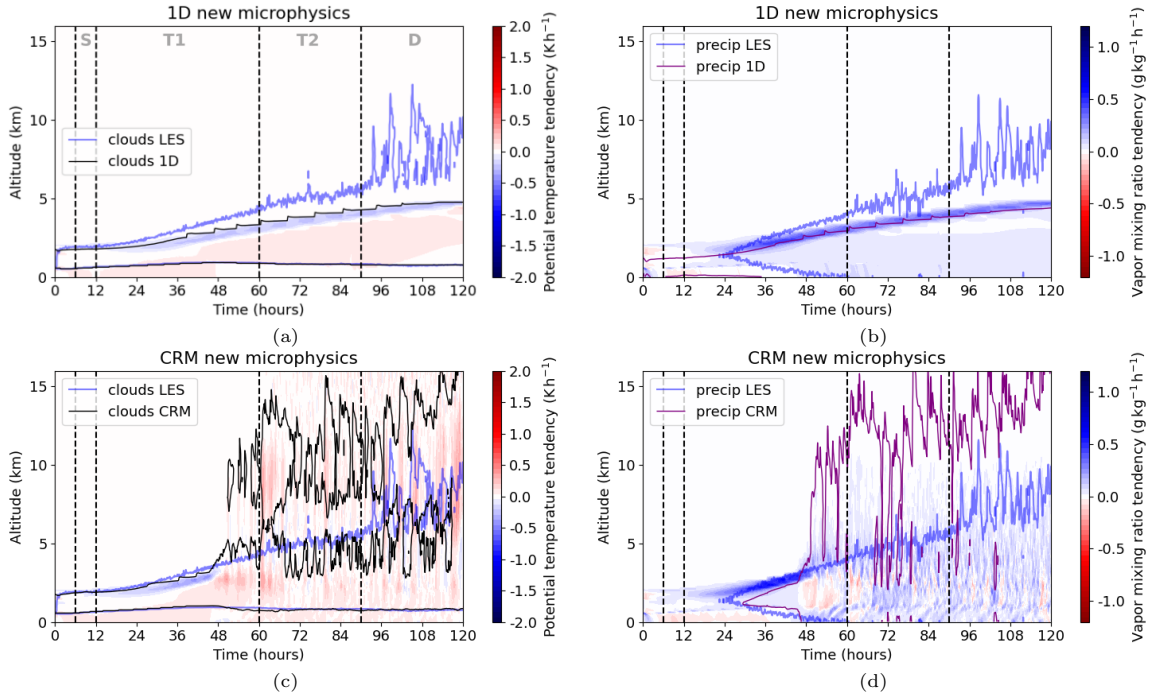 1D new microphysics
S T1 T2 D
clouds LES
clouds 1D
Altitude (km)
15
10
5
0
0 12 24 36 48 60 72 84 96 108 120
Time (hours)
2.0
1.5
1.0
0.5
0.0
-0.5
-1.0
-1.5
-2.0
Potential temperature tendency (Kh⁻¹)
(a)
1D new microphysics
precip LES
precip 1D
Altitude (km)
15
10
5
0
0 12 24 36 48 60 72 84 96 108 120
Time (hours)
1.0
0.5
0.0
-0.5
-1.0
Vapor mixing ratio tendency (g kg⁻¹ h⁻¹)
(b)
CRM new microphysics
clouds LES
clouds CRM
Altitude (km)
15
10
5
0
0 12 24 36 48 60 72 84 96 108 120
Time (hours)
2.0
1.5
1.0
0.5
0.0
-0.5
-1.0
-1.5
-2.0
Potential temperature tendency (Kh⁻¹)
(c)
CRM new microphysics
precip LES
precip CRM
Altitude (km)
15
10
5
0
0 12 24 36 48 60 72 84 96 108 120
Time (hours)
1.0
0.5
0.0
-0.5
-1.0
Vapor mixing ratio tendency (g kg⁻¹ h⁻¹)
(d)